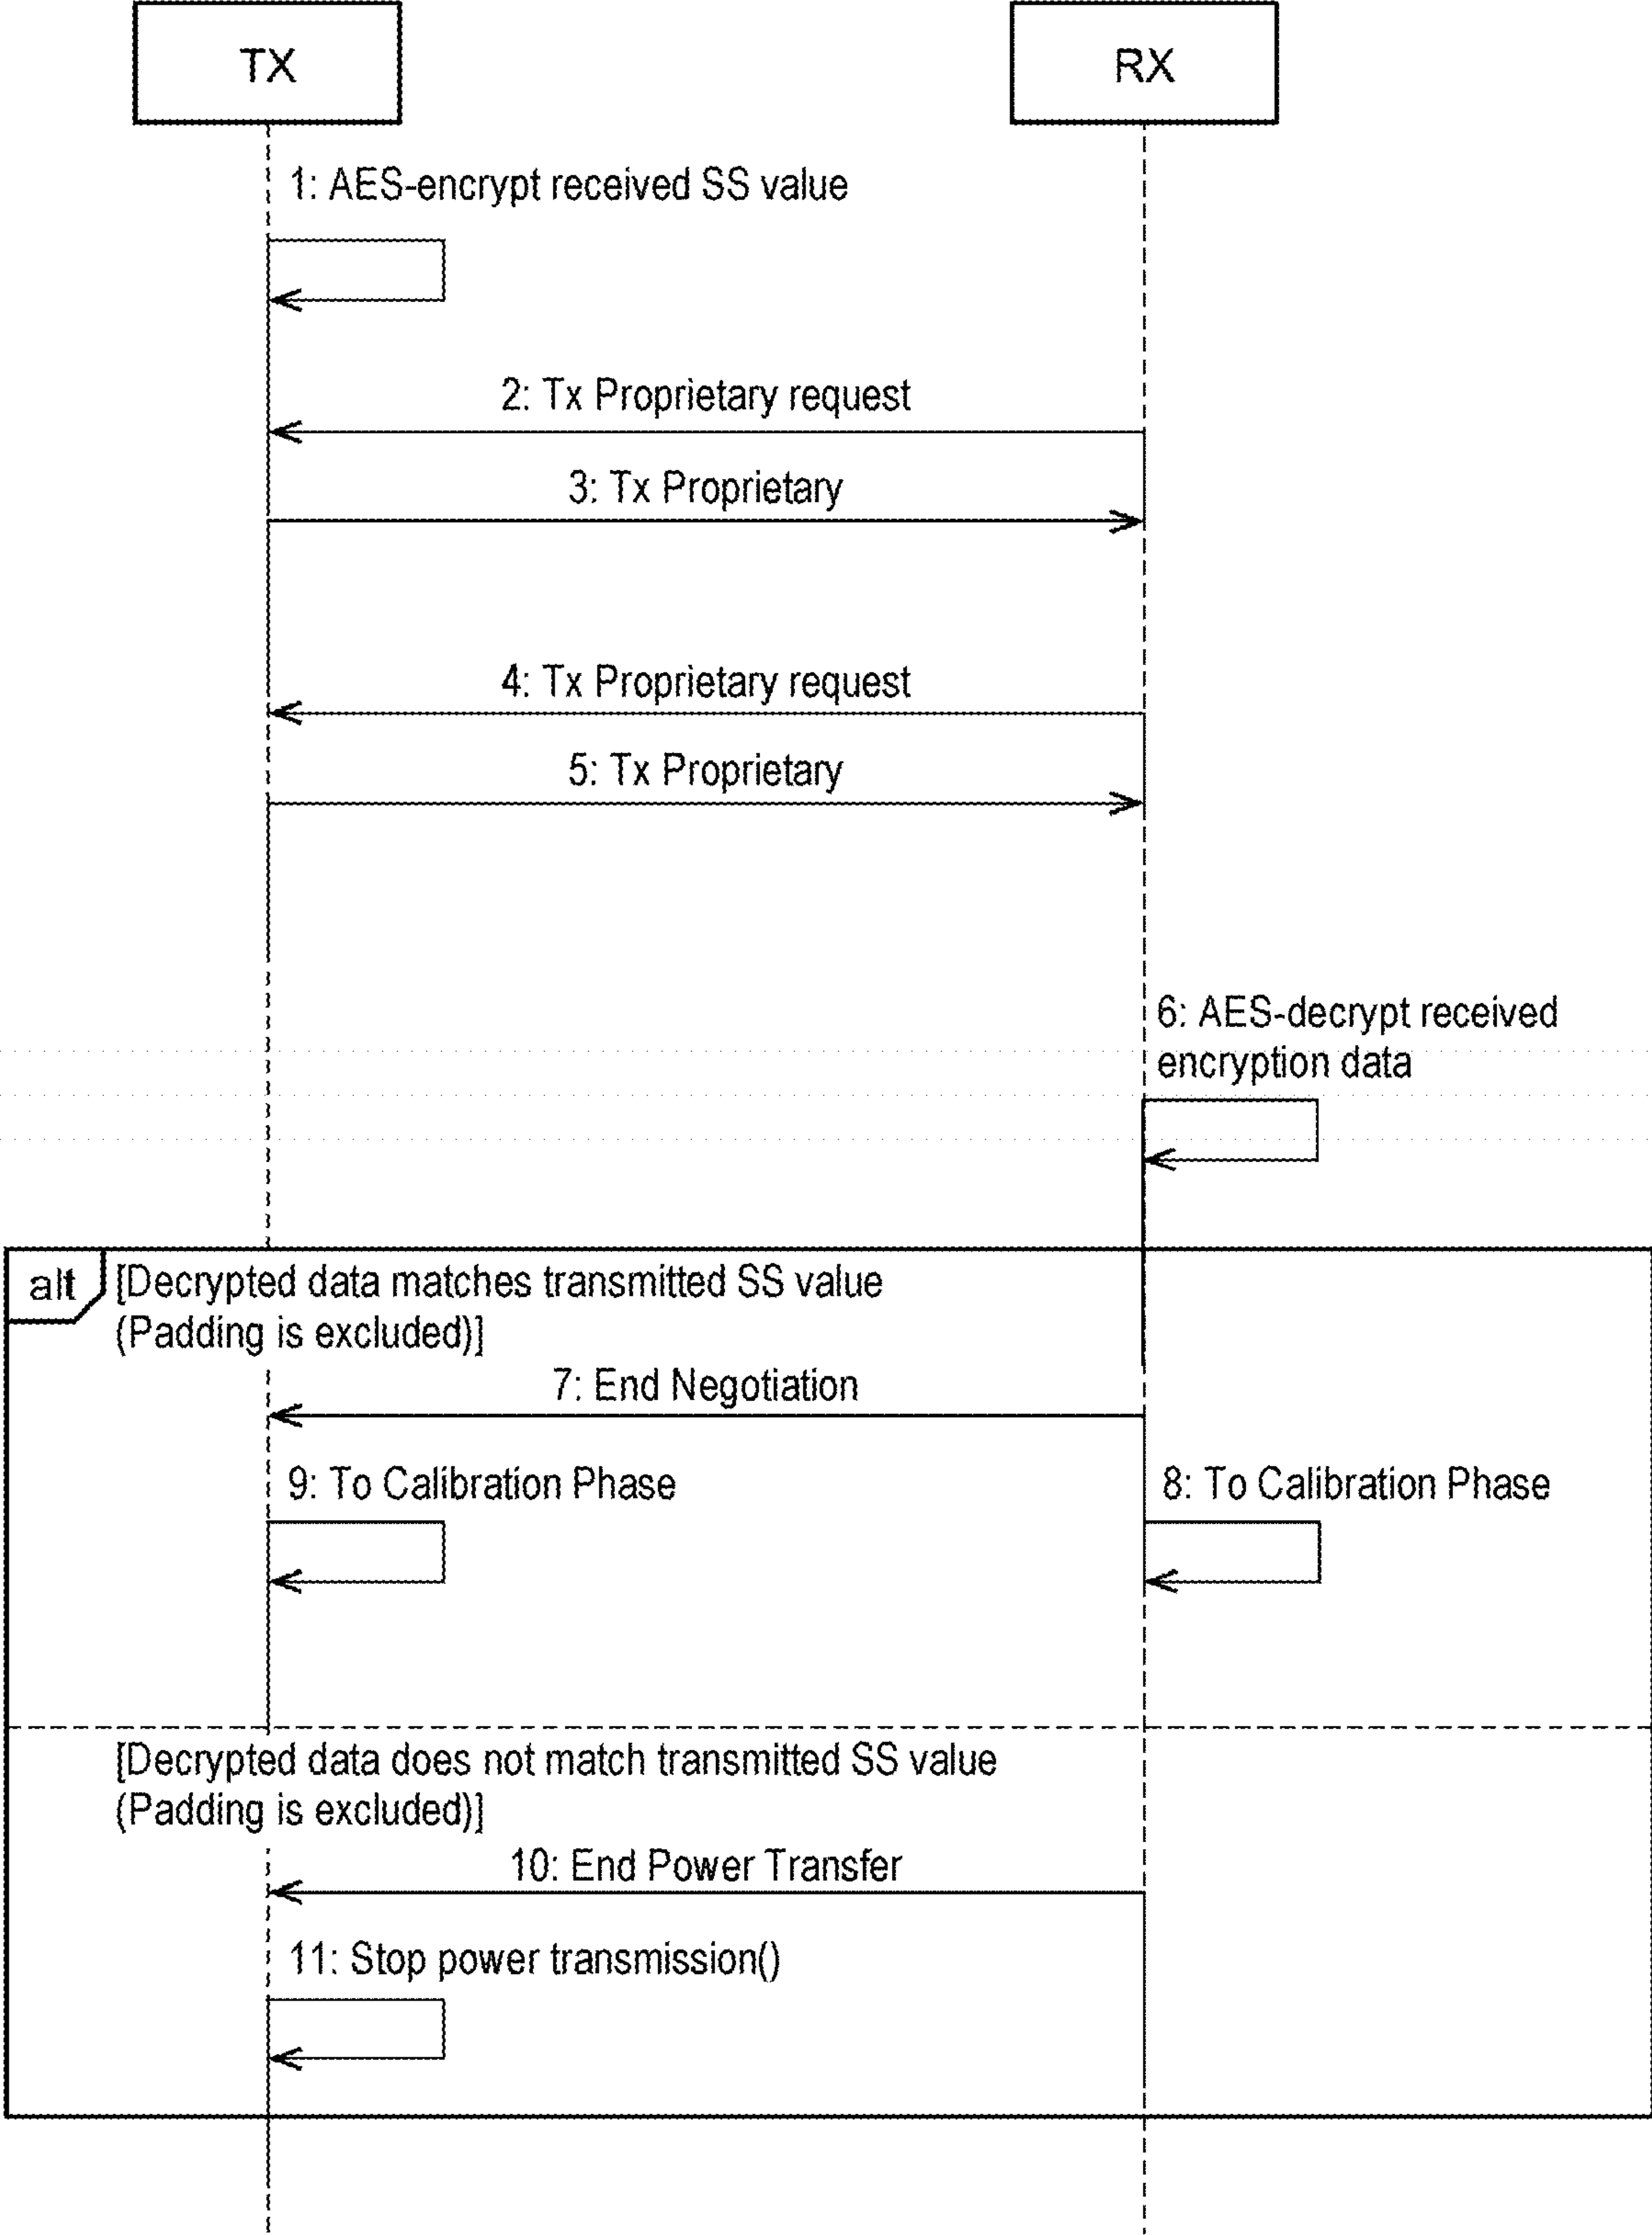 TX
RX
1: AES-encrypt received SS value
2: Tx Proprietary request
3: Tx Proprietary
4: Tx Proprietary request
5: Tx Proprietary
6: AES-decrypt received
encryption data
alt
[Decrypted data matches transmitted SS value
(Padding is excluded)]
7: End Negotiation
9: To Calibration Phase
8: To Calibration Phase
[Decrypted data does not match transmitted SS value
(Padding is excluded)]
10: End Power Transfer
11: Stop power transmission()